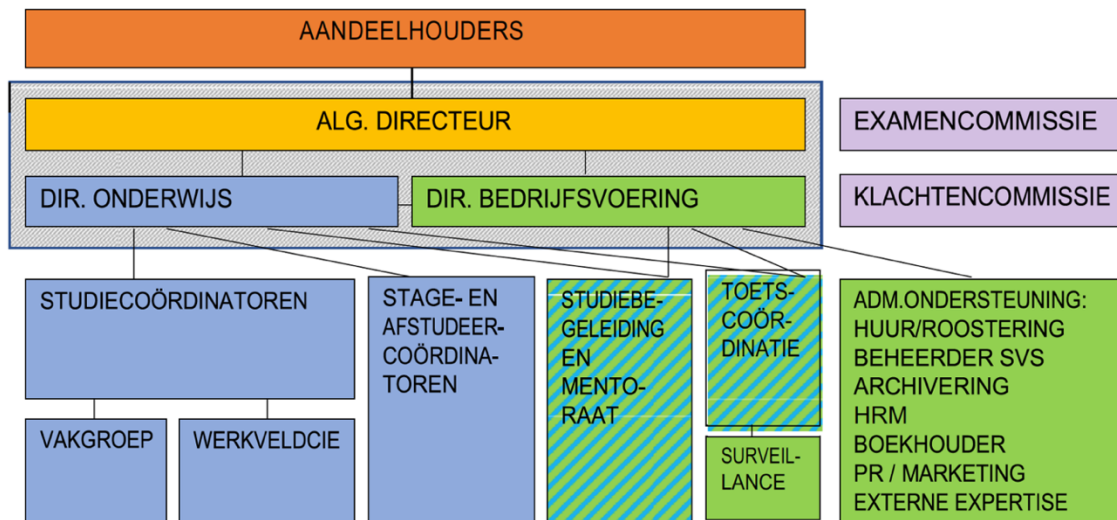 AANDEELHOUDERS
ALG. DIRECTEUR
EXAMENCOMMISSIE
DIR. ONDERWIJS
DIR. BEDRIJFSVOERING
KLACHTENCOMMISSIE
STUDIECOÖRDINATOREN
STAGE- EN
AFSTUDEER-
COÖRDINA-
TOREN
STUDIEBE-
GELEIDING
EN
MENTO-
RAAT
TOETS-
COÖR-
DINATIE
ADM.ONDERSTEUNING:
HUUR/ROOSTERING
BEHEERDER SVS
ARCHIVERING
HRM
BOEKHOUDER
PR / MARKETING
EXTERNE EXPERTISE
VAKGROEP
WERKVELDCIE
SURVEIL-
LANCE